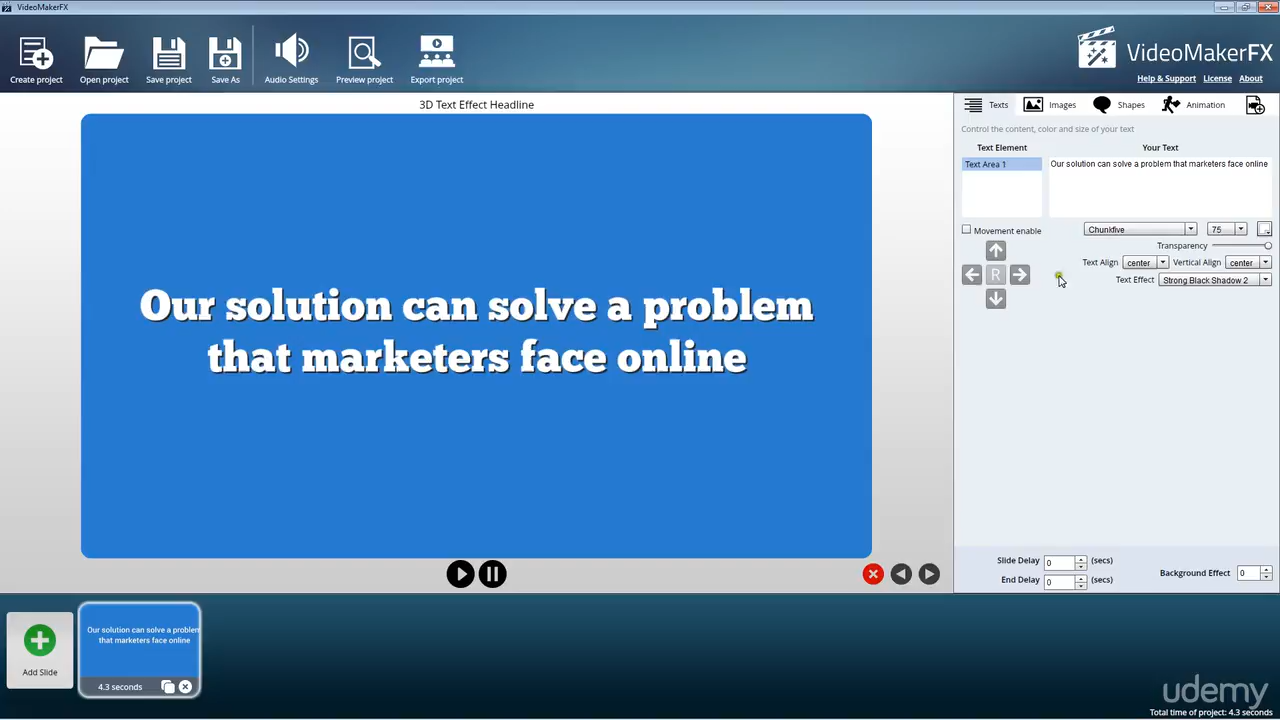 VideoMakerFX
Create project
Open project
Save project
Save As
Audio Settings
Preview project
Export project
VideoMakerFX
Help & Support
License
About
3D Text Effect Headline
Texts
Images
Shapes
Animation
Control the content, color and size of your text
Text Element
Your Text
Text Area 1
Our solution can solve a problem that marketers face online
Movement enable
Chunkfive
75
Transparency
R
Text Align
center
Vertical Align
center
Text Effect
Strong Black Shadow 2
Our solution can solve a problem
that marketers face online
Slide Delay
0
(secs)
End Delay
0
(secs)
Background Effect
0
Add Slide
Our solution can solve a problem
that marketers face online
4.3 seconds
udemy
Total time of project: 4.3 seconds